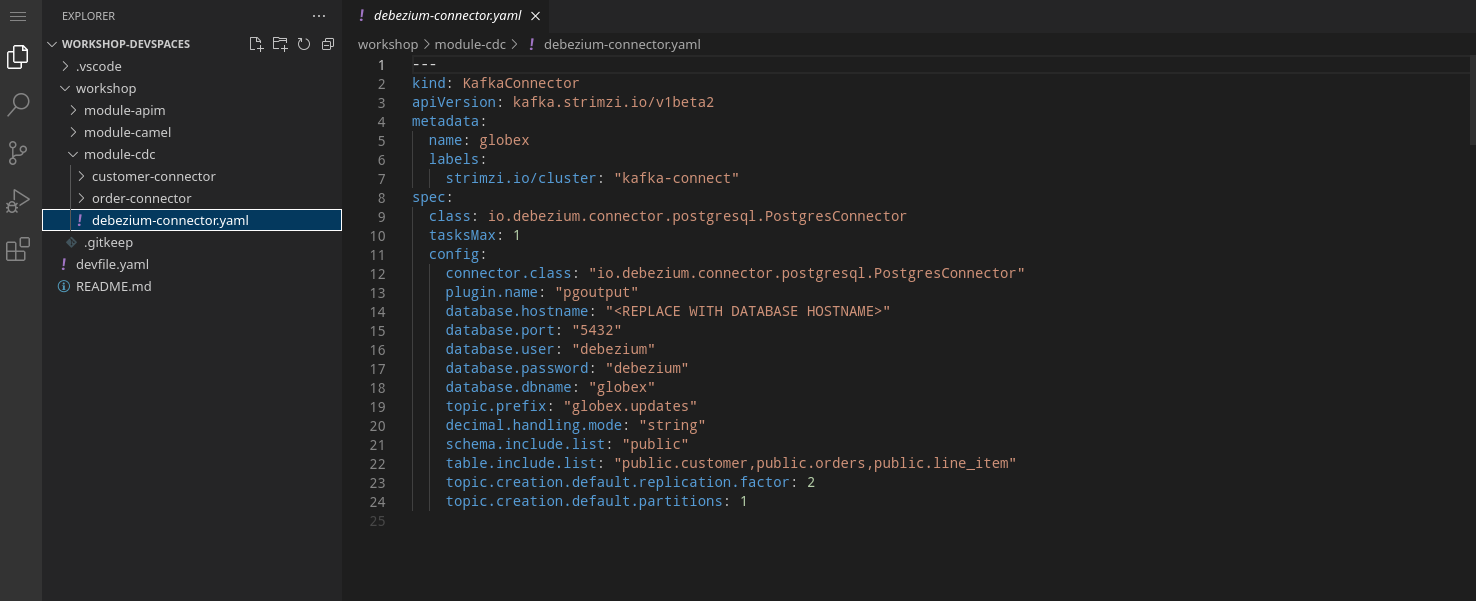 EXPLORER
WORKSHOP-DEVSPACES
.vscode
workshop
module-apim
module-camel
module-cdc
customer-connector
order-connector
debezium-connector.yaml
.gitkeep
devfile.yaml
README.md
! debezium-connector.yaml
workshop > module-cdc > ! debezium-connector.yaml
1 ---
2 kind: KafkaConnector
3 apiVersion: kafka.strimzi.io/v1beta2
4 metadata:
5   name: globex
6   labels:
7     strimzi.io/cluster: "kafka-connect"
8 spec:
9   class: io.debezium.connector.postgresql.PostgresConnector
10   tasksMax: 1
11   config:
12     connector.class: "io.debezium.connector.postgresql.PostgresConnector"
13     plugin.name: "pgoutput"
14     database.hostname: "<REPLACE WITH DATABASE HOSTNAME>"
15     database.port: "5432"
16     database.user: "debezium"
17     database.password: "debezium"
18     database.dbname: "globex"
19     topic.prefix: "globex.updates"
20     decimal.handling.mode: "string"
21     schema.include.list: "public"
22     table.include.list: "public.customer,public.orders,public.line_item"
23     topic.creation.default.replication.factor: 2
24     topic.creation.default.partitions: 1
25